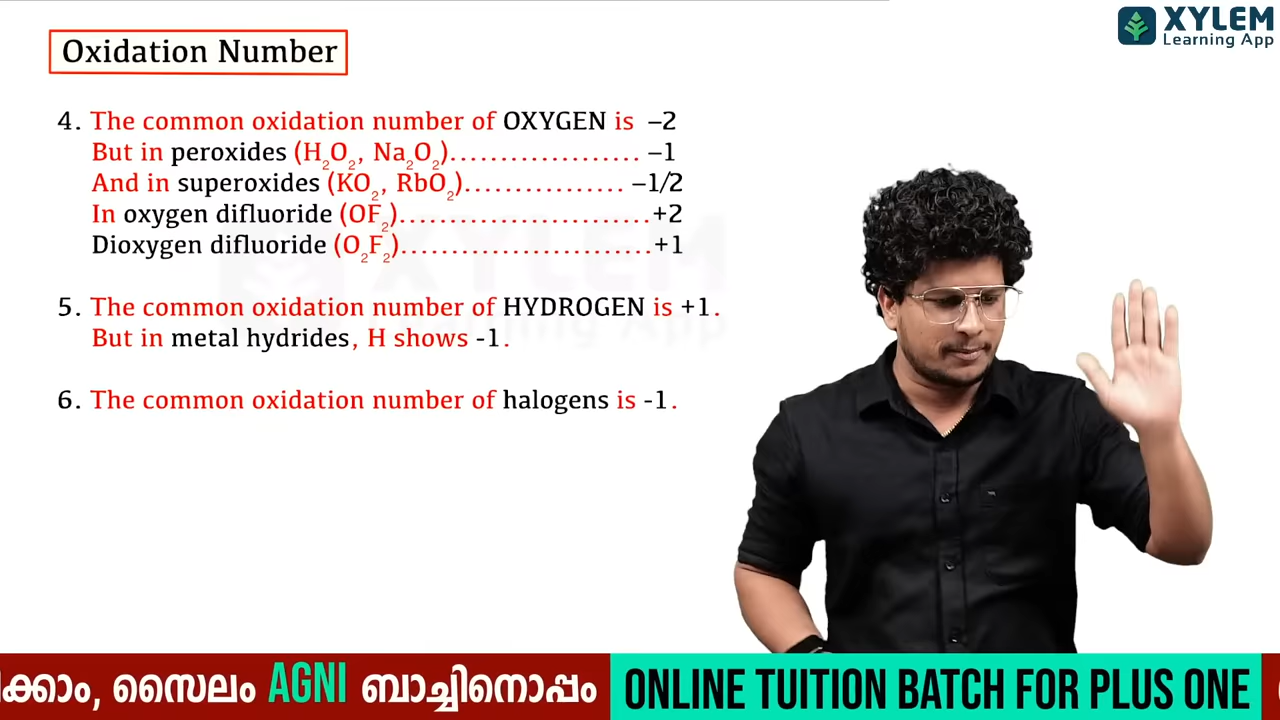 XYLEM
Learning App
Oxidation Number
4. The common oxidation number of OXYGEN is –2
But in peroxides (H₂O₂, Na₂O₂)................... –1
And in superoxides (KO₂, RbO₂)................ –1/2
In oxygen difluoride (OF₂).........................+2
Dioxygen difluoride (O₂F₂).........................+1
5. The common oxidation number of HYDROGEN is +1.
But in metal hydrides, H shows -1.
6. The common oxidation number of halogens is -1.
XYLEM
Learning App
ക്കാം, സൈലം AGNI ബാച്ചിനൊപ്പം ONLINE TUITION BATCH FOR PLUS ONE